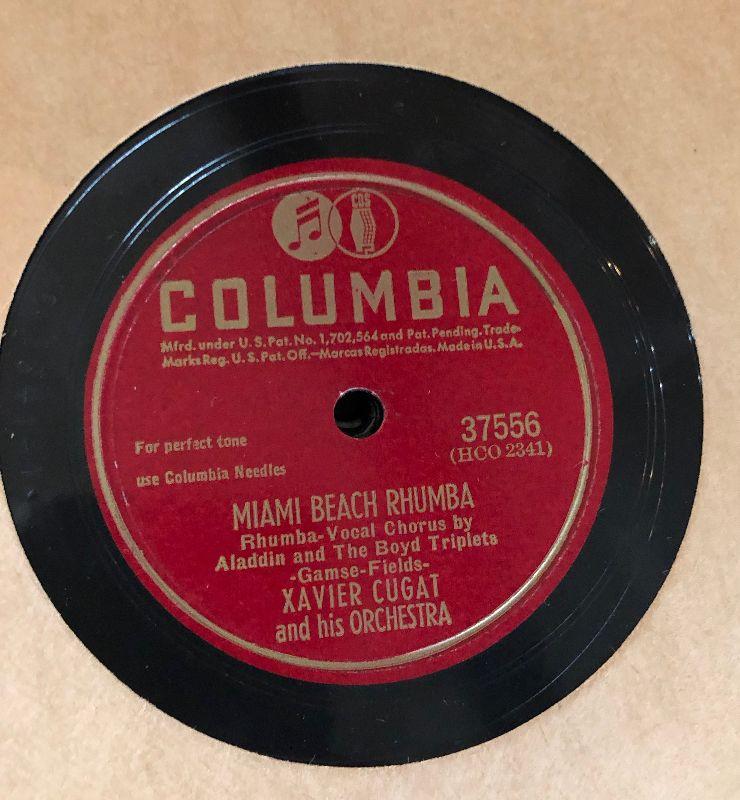 CBS
COLUMBIA
Mfrd. under U.S. Pat. No. 1,702,564 and Pat. Pending. Trade-
Marks Reg. U.S. Pat. Off.—Marcas Registradas. Made in U.S.A.
For perfect tone
use Columbia Needles
37556
(HCO 2341)
MIAMI BEACH RHUMBA
Rhumba-Vocal Chorus by
Aladdin and The Boyd Triplets
-Gamse-Fields-
XAVIER CUGAT
and his ORCHESTRA